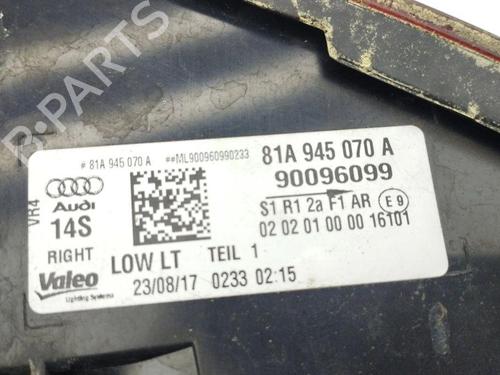 # 81A 945 070 A
##ML900960990233
81A 945 070 A
90096099
Audi
VR4
14S
RIGHT
Valeo
Lighting Systems
LOW LT TEIL 1
23/08/17 0233 02:15
S1 R1 2a F1 AR E9
02 02 01 00 00 16101
B-PARTS